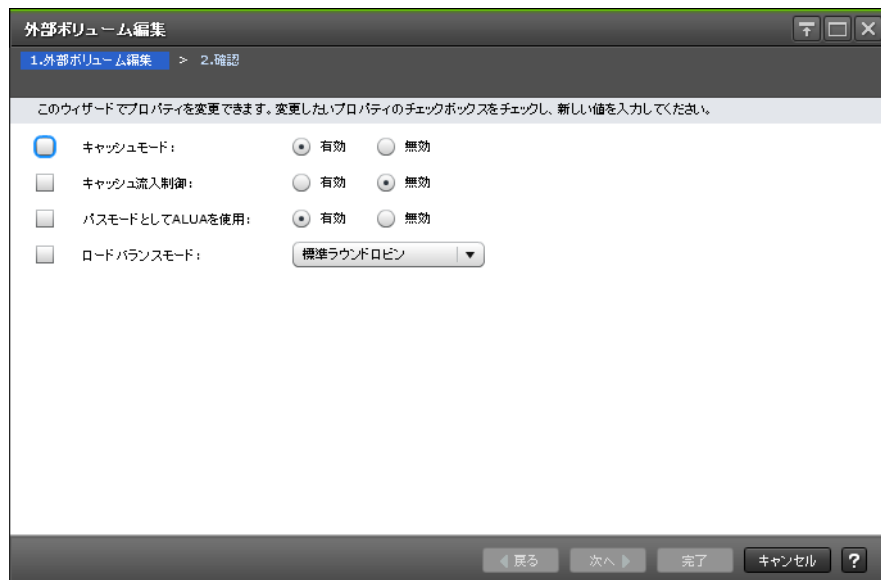 外部ボリューム編集
1.外部ボリューム編集 > 2.確認
このウィザードでプロパティを変更できます。変更したいプロパティのチェックボックスをチェックし、新しい値を入力してください。
キャッシュモード: 有効 無効
キャッシュ流入制御: 有効 無効
パスモードとしてALUAを使用: 有効 無効
ロードバランスモード: 標準ラウンドロビン
戻る 次へ 完了 キャンセル ?